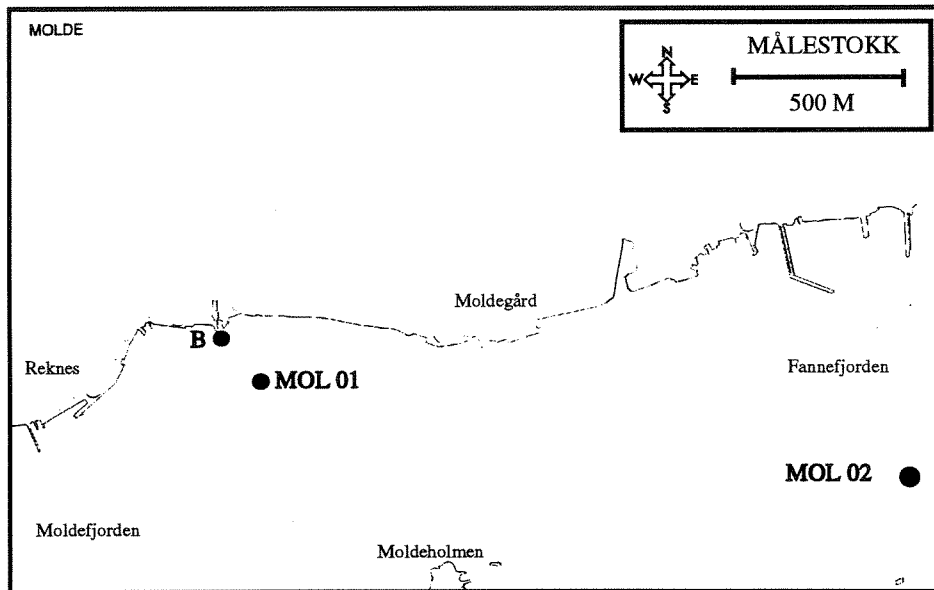 MOLDE
MÅLESTOKK
N
W E
S
500 M
Moldegård
B
Reknes
MOL 01
Fannefjorden
MOL 02
Moldefjorden
Moldeholmen